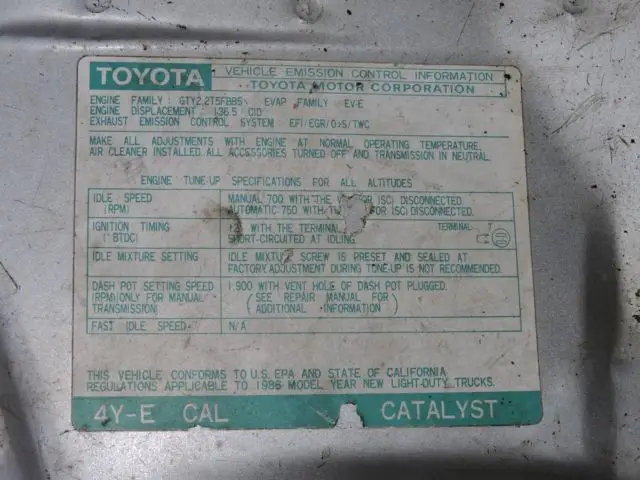 TOYOTA
VEHICLE EMISSION CONTROL INFORMATION
TOYOTA MOTOR CORPORATION
ENGINE FAMILY : GTY2.2T5FBB5 EVAP FAMILY EV-E
ENGINE DISPLACEMENT : 136.5 CID
EXHAUST EMISSION CONTROL SYSTEM : EFI/EGR/O2S/TWC
MAKE ALL ADJUSTMENTS WITH ENGINE AT NORMAL OPERATING TEMPERATURE,
AIR CLEANER INSTALLED, ALL ACCESSORIES TURNED OFF AND TRANSMISSION IN NEUTRAL.
ENGINE TUNE-UP SPECIFICATIONS FOR ALL ALTITUDES
IDLE SPEED
(RPM)
MANUAL 700 WITH THE OR ISC) DISCONNECTED.
AUTOMATIC 750 WITH FOR ISC) DISCONNECTED.
IGNITION TIMING
(° BTDC)
WITH THE TERMINAL
SHORT-CIRCUITED AT IDLING.
TERMINAL T
IDLE MIXTURE SETTING
IDLE MIXTURE SCREW IS PRESET AND SEALED AT
FACTORY. ADJUSTMENT DURING TUNE-UP IS NOT RECOMMENDED.
DASH POT SETTING SPEED
(RPM)(ONLY FOR MANUAL
TRANSMISSION)
1,900 WITH VENT HOLE OF DASH POT PLUGGED.
(SEE REPAIR MANUAL FOR
ADDITIONAL INFORMATION)
FAST IDLE SPEED
N/A
THIS VEHICLE CONFORMS TO U.S. EPA AND STATE OF CALIFORNIA
REGULATIONS APPLICABLE TO 1986 MODEL YEAR NEW LIGHT-DUTY TRUCKS.
4Y-E CAL CATALYST